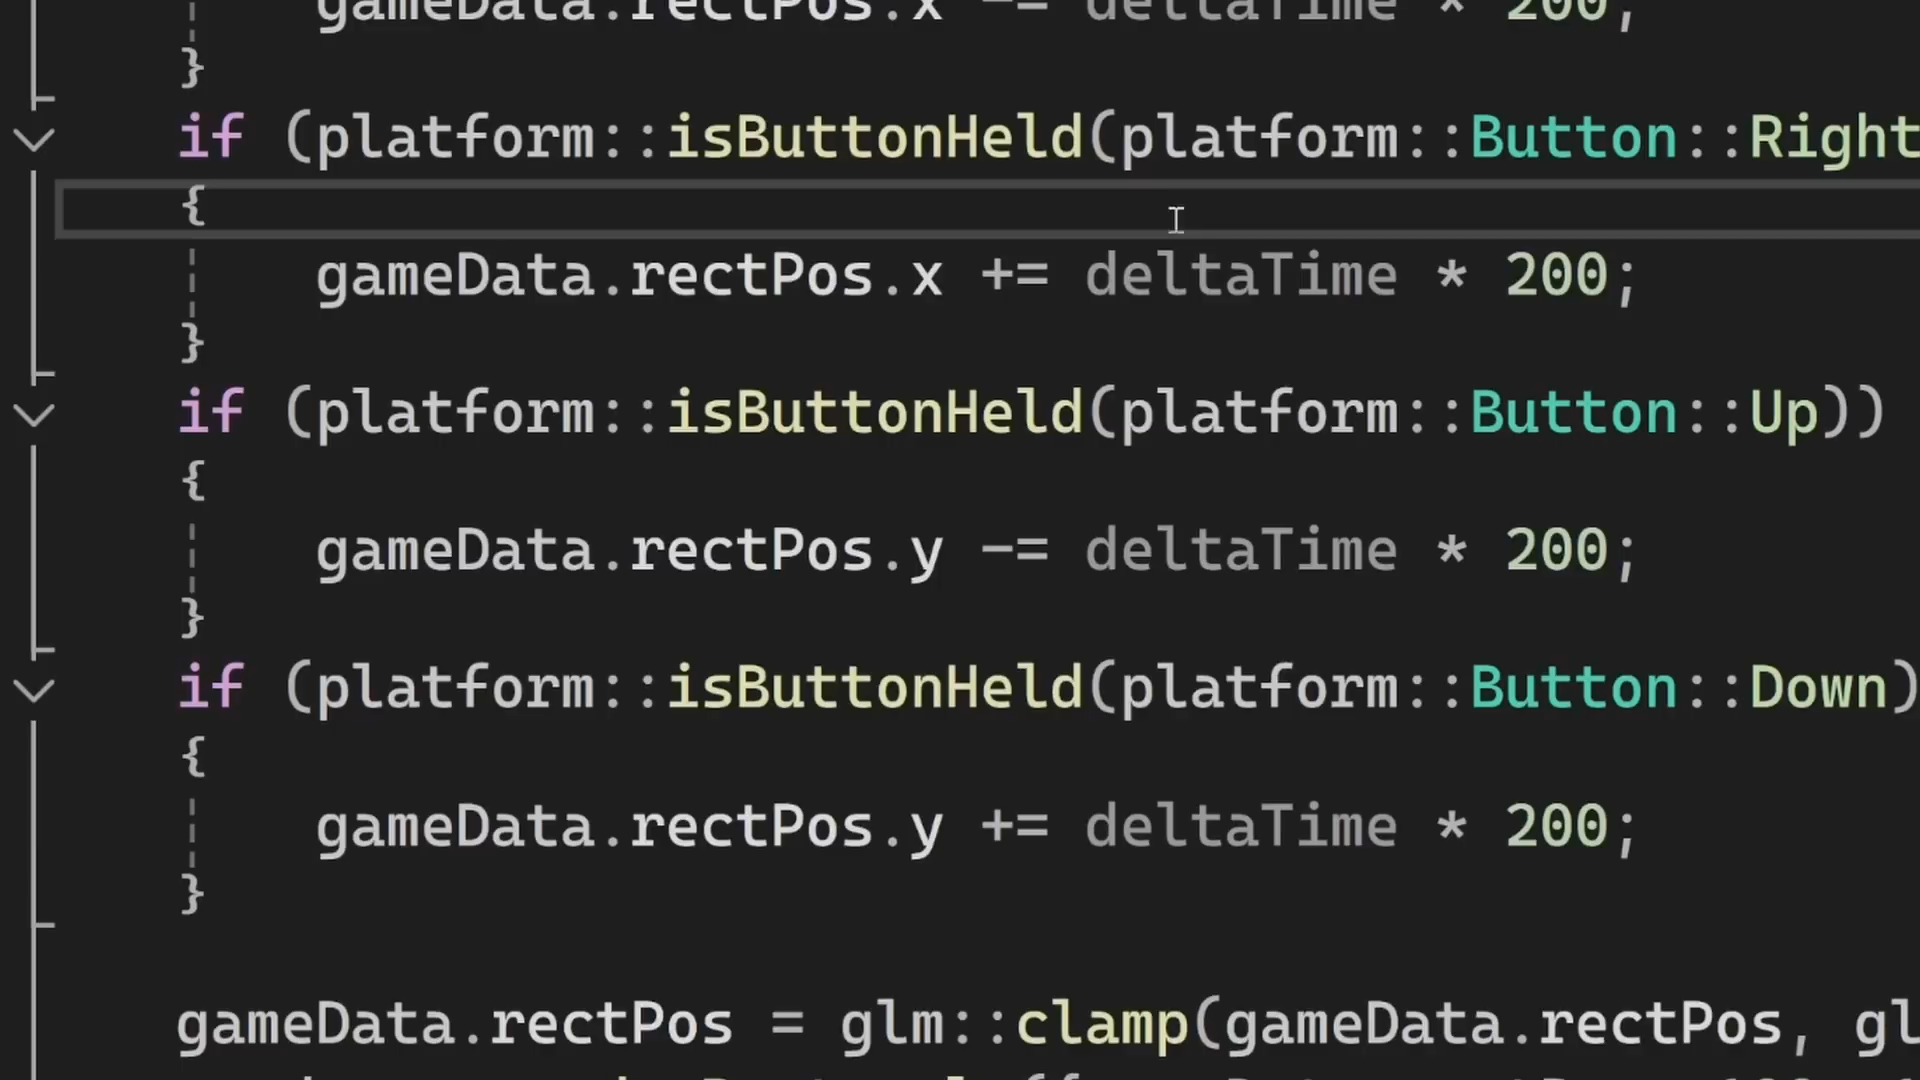 gameData.rectPos.x -= deltaTime * 200;
}
if (platform::isButtonHeld(platform::Button::Right
{
gameData.rectPos.x += deltaTime * 200;
}
if (platform::isButtonHeld(platform::Button::Up))
{
gameData.rectPos.y -= deltaTime * 200;
}
if (platform::isButtonHeld(platform::Button::Down)
{
gameData.rectPos.y += deltaTime * 200;
}
gameData.rectPos = glm::clamp(gameData.rectPos, gl